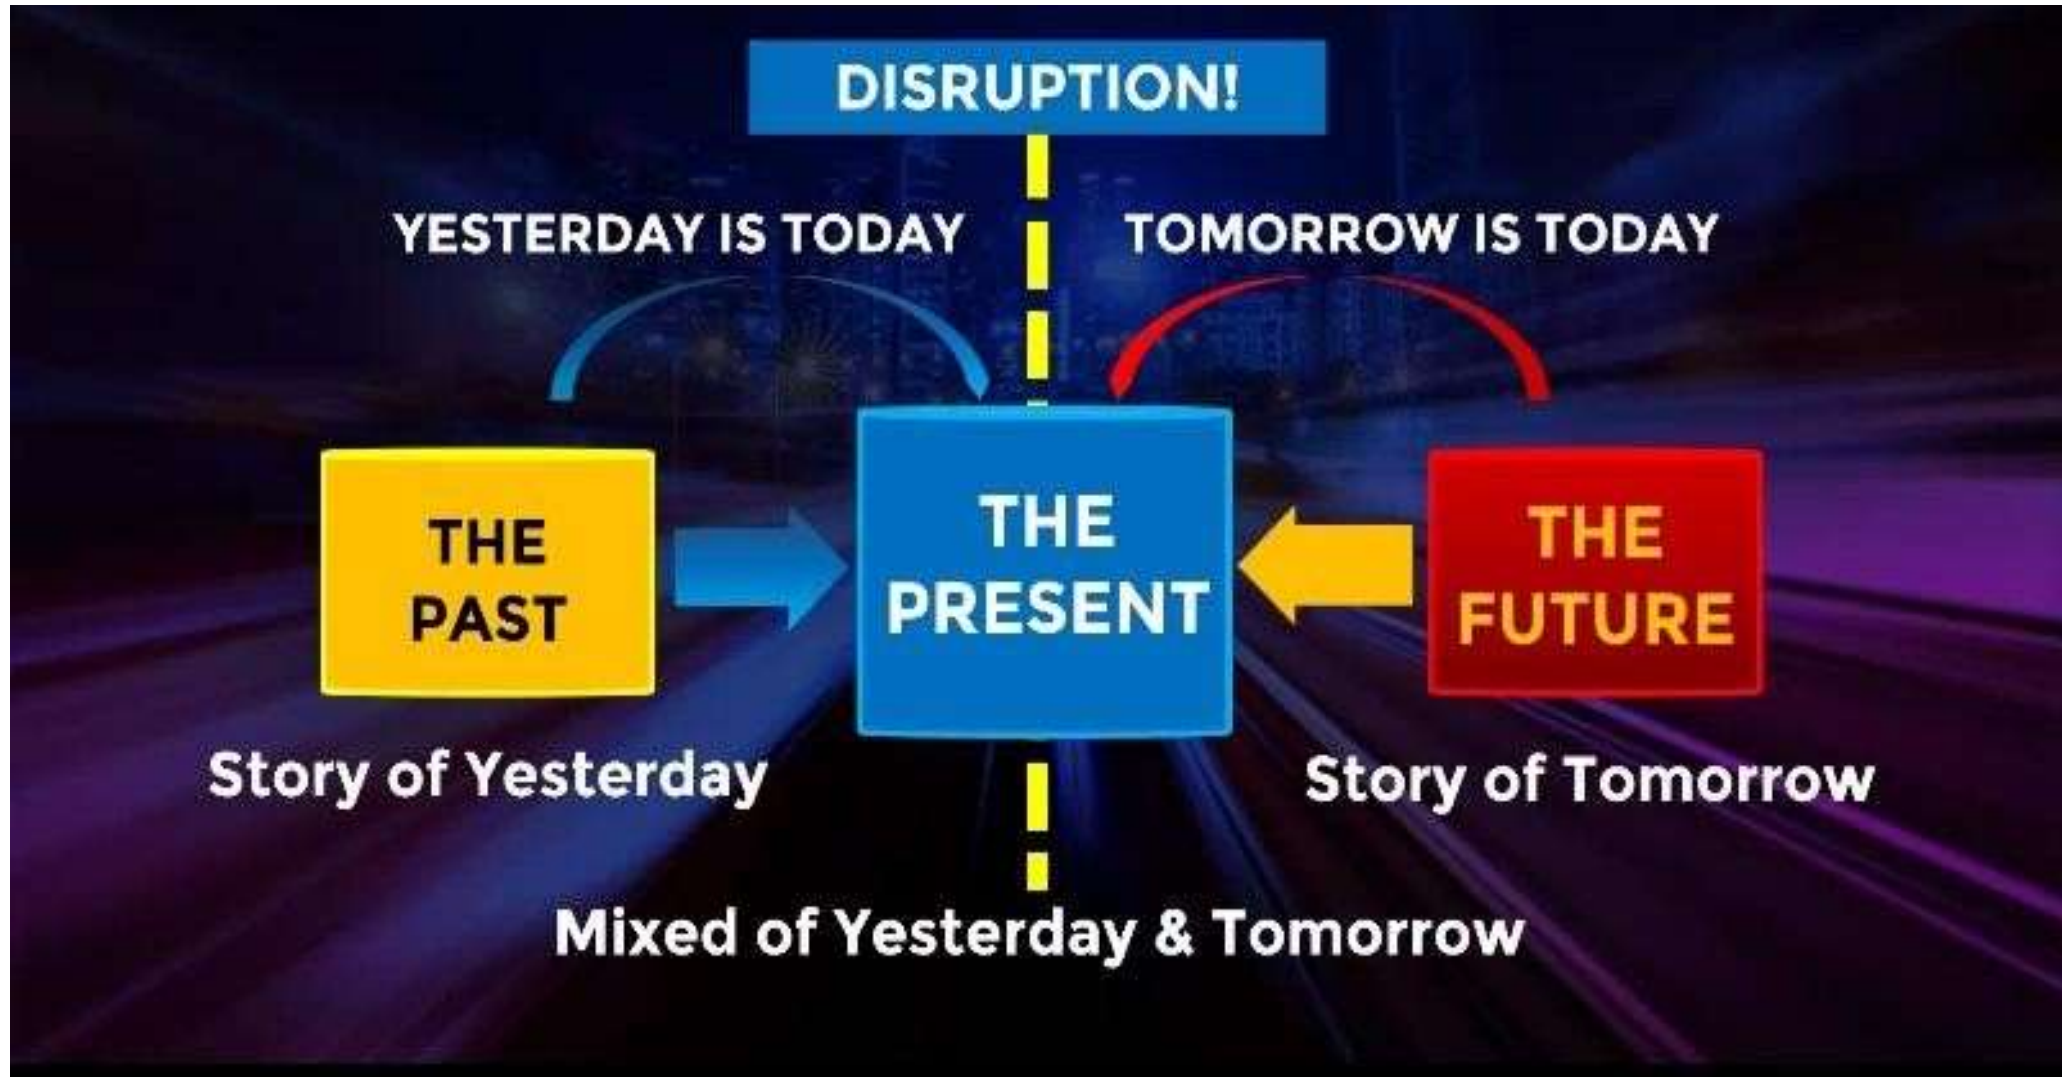 DISRUPTION!
YESTERDAY IS TODAY
TOMORROW IS TODAY
THE
PAST
THE
PRESENT
THE
FUTURE
Story of Yesterday
Story of Tomorrow
Mixed of Yesterday & Tomorrow